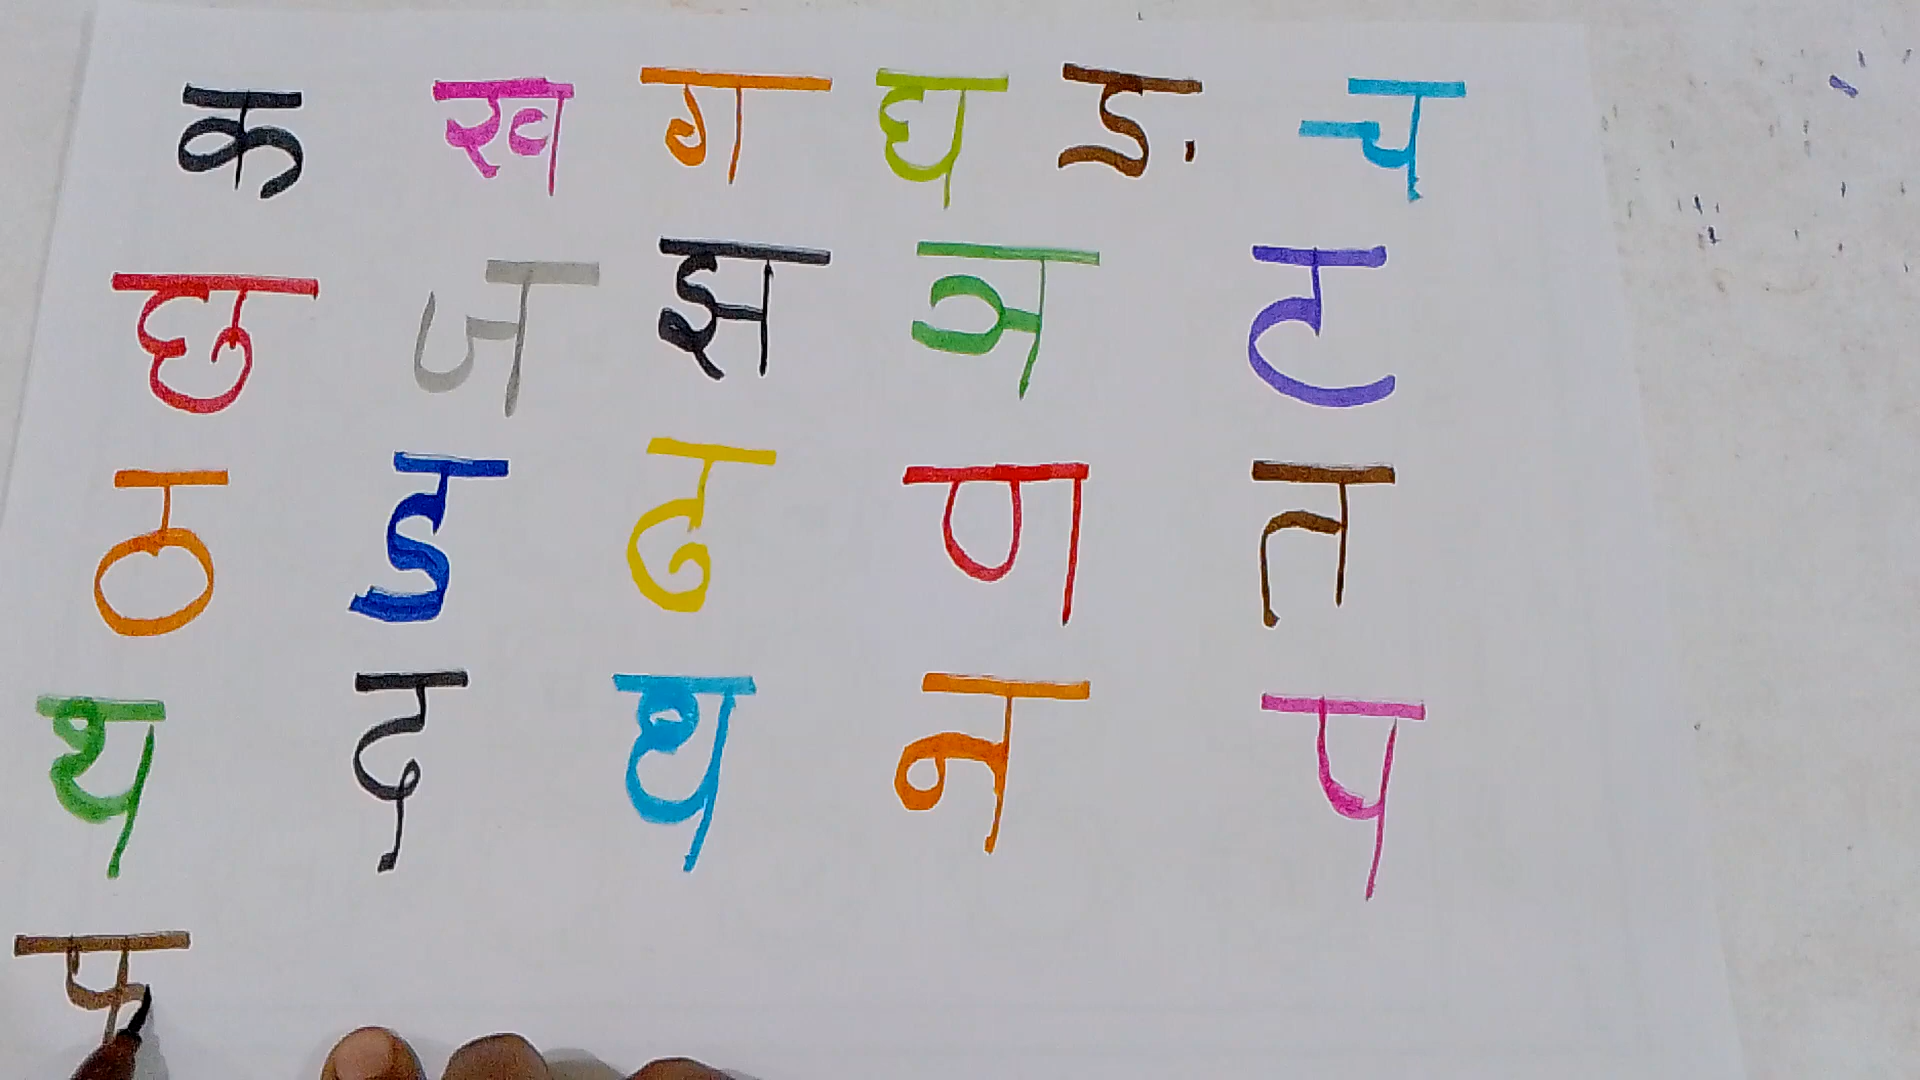 क ख ग घ ङ च
छ ज झ ञ ट
ठ ड ढ ण त
थ द ध न प
फ